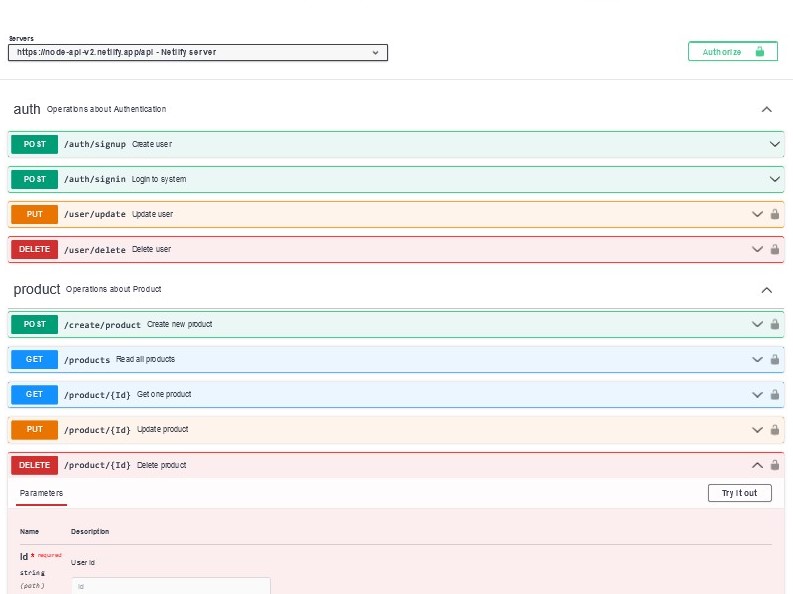 Servers
https://node-api-v2.netlify.app/api - Netlify server
Authorize
auth Operations about Authentication
POST /auth/signup Create user
POST /auth/signin Login to system
PUT /user/update Update user
DELETE /user/delete Delete user
product Operations about Product
POST /create/product Create new product
GET /products Read all products
GET /product/{Id} Get one product
PUT /product/{Id} Update product
DELETE /product/{Id} Delete product
Parameters Try it out
Name Description
Id * required User Id
string
(path) Id